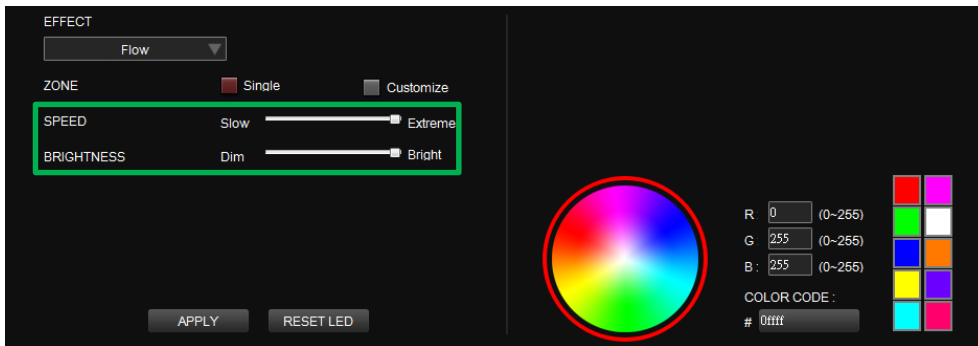 EFFECT
Flow
ZONE Single Customize
SPEED Slow Extreme
BRIGHTNESS Dim Bright
APPLY RESET LED
R 0 (0~255)
G : 255 (0~255)
B : 255 (0~255)
COLOR CODE :
# 0ffff